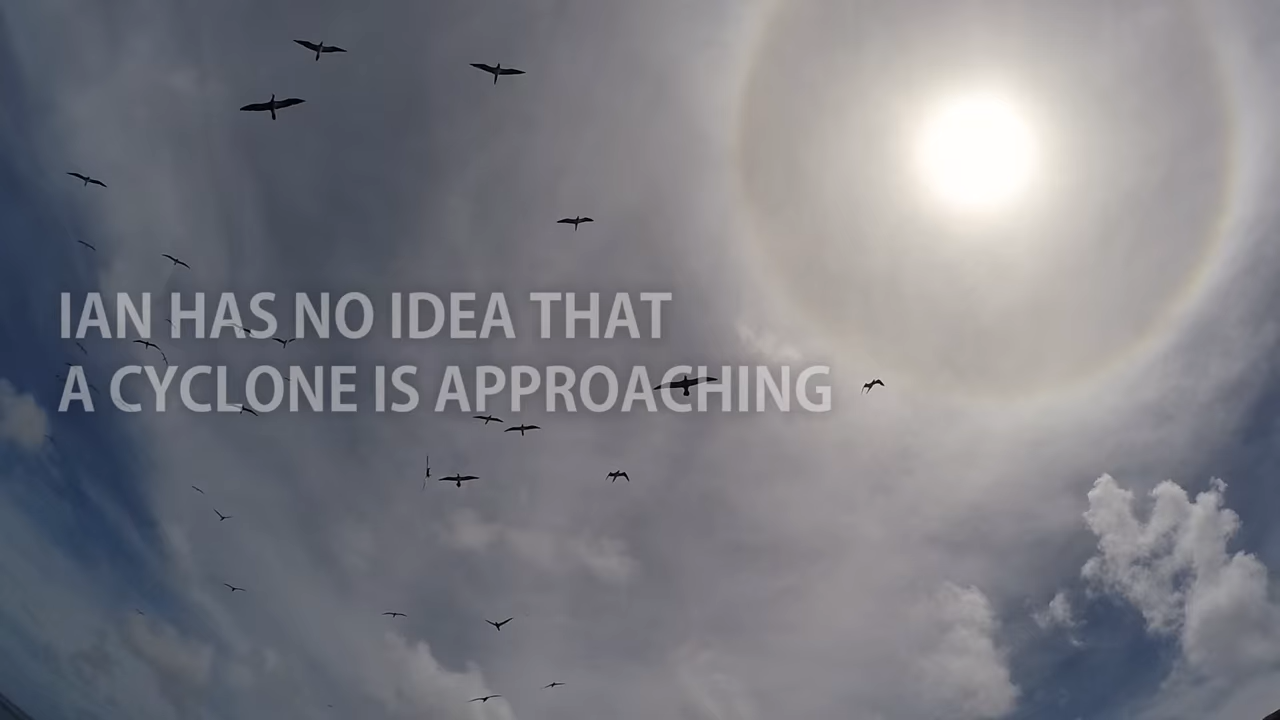 IAN HAS NO IDEA THAT
A CYCLONE IS APPROACHING